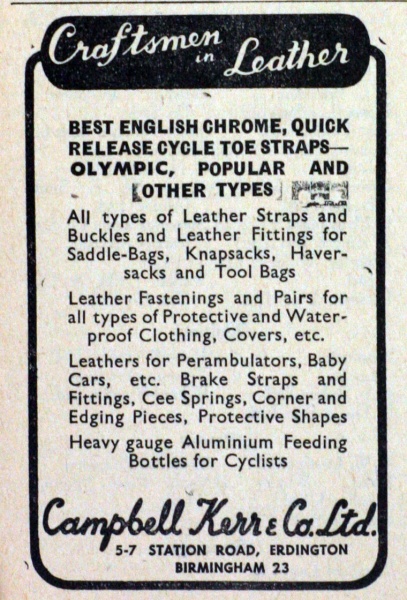 Craftsmen
in Leather
BEST ENGLISH CHROME, QUICK
RELEASE CYCLE TOE STRAPS—
OLYMPIC, POPULAR AND
OTHER TYPES
All types of Leather Straps and
Buckles and Leather Fittings for
Saddle-Bags, Knapsacks, Haver-
sacks and Tool Bags
Leather Fastenings and Pairs for
all types of Protective and Water-
proof Clothing, Covers, etc.
Leathers for Perambulators, Baby
Cars, etc. Brake Straps and
Fittings, Cee Springs, Corner and
Edging Pieces, Protective Shapes
Heavy gauge Aluminium Feeding
Bottles for Cyclists
Campbell Kerr & Co. Ltd.
5-7 STATION ROAD, ERDINGTON
BIRMINGHAM 23